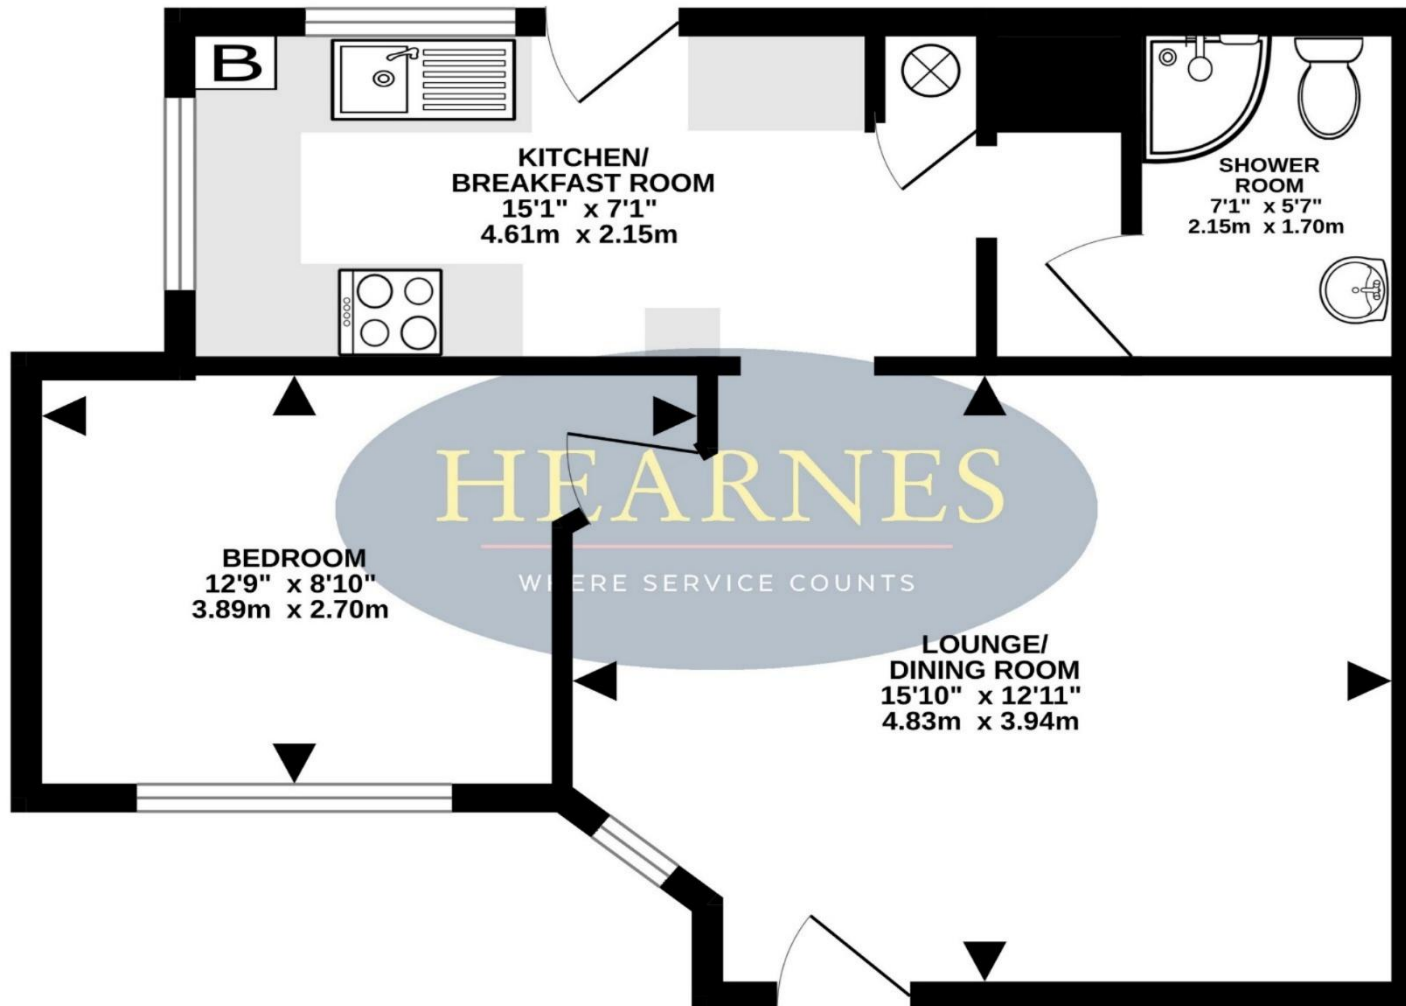 B
KITCHEN/
BREAKFAST ROOM
15'1" x 7'1"
4.61m x 2.15m
SHOWER
ROOM
7'1" x 5'7"
2.15m x 1.70m
HEARNES
WHERE SERVICE COUNTS
BEDROOM
12'9" x 8'10"
3.89m x 2.70m
LOUNGE/
DINING ROOM
15'10" x 12'11"
4.83m x 3.94m